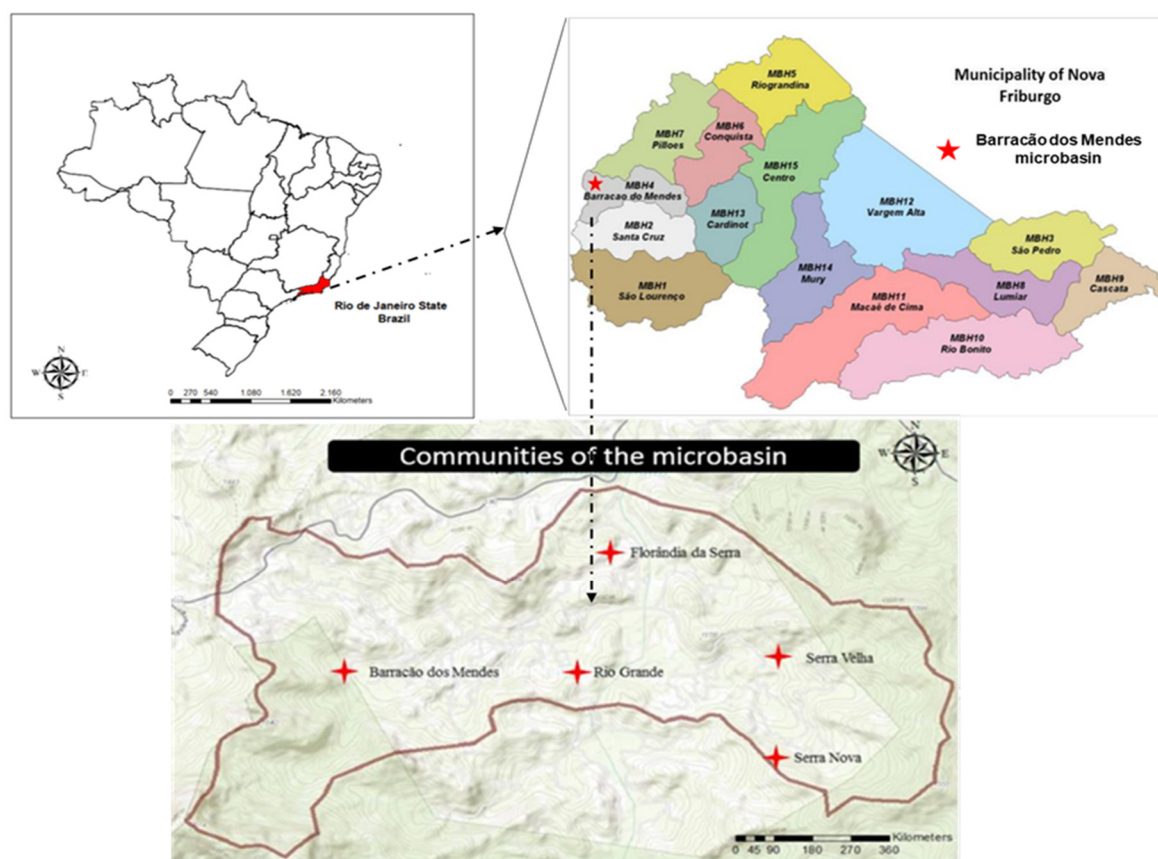 Rio de Janeiro State
Brazil
N
W
E
S
0 270 540 1.080 1.620 2.160
Kilometers
Municipality of Nova
Friburgo
Barracão dos Mendes
microbasin
MBH5
Riograndina
MBH7
Pilloes
MBH6
Conquista
MBH15
Centro
MBH4
Barracao do Mendes
MBH13
Cardinot
MBH12
Vargem Alta
MBH2
Santa Cruz
MBH3
São Pedro
MBH14
Mury
MBH8
Lumiar
MBH9
Cascata
MBH1
São Lourenço
MBH11
Macaé de Cima
MBH10
Rio Bonito
Communities of the microbasin
N
W
E
S
Florândia da Serra
Serra Velha
Barracão dos Mendes
Rio Grande
Serra Nova
Kilometers
0 45 90 180 270 360